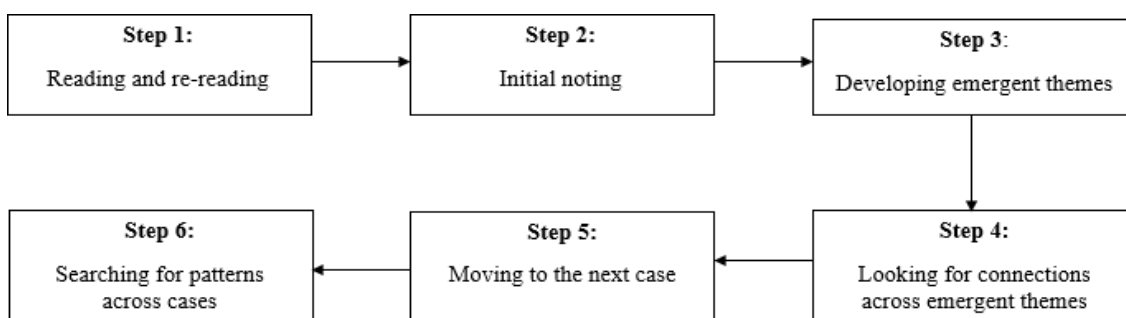 Step 1:
Reading and re-reading
Step 2:
Initial noting
Step 3:
Developing emergent themes
Step 4:
Looking for connections
across emergent themes
Step 5:
Moving to the next case
Step 6:
Searching for patterns
across cases